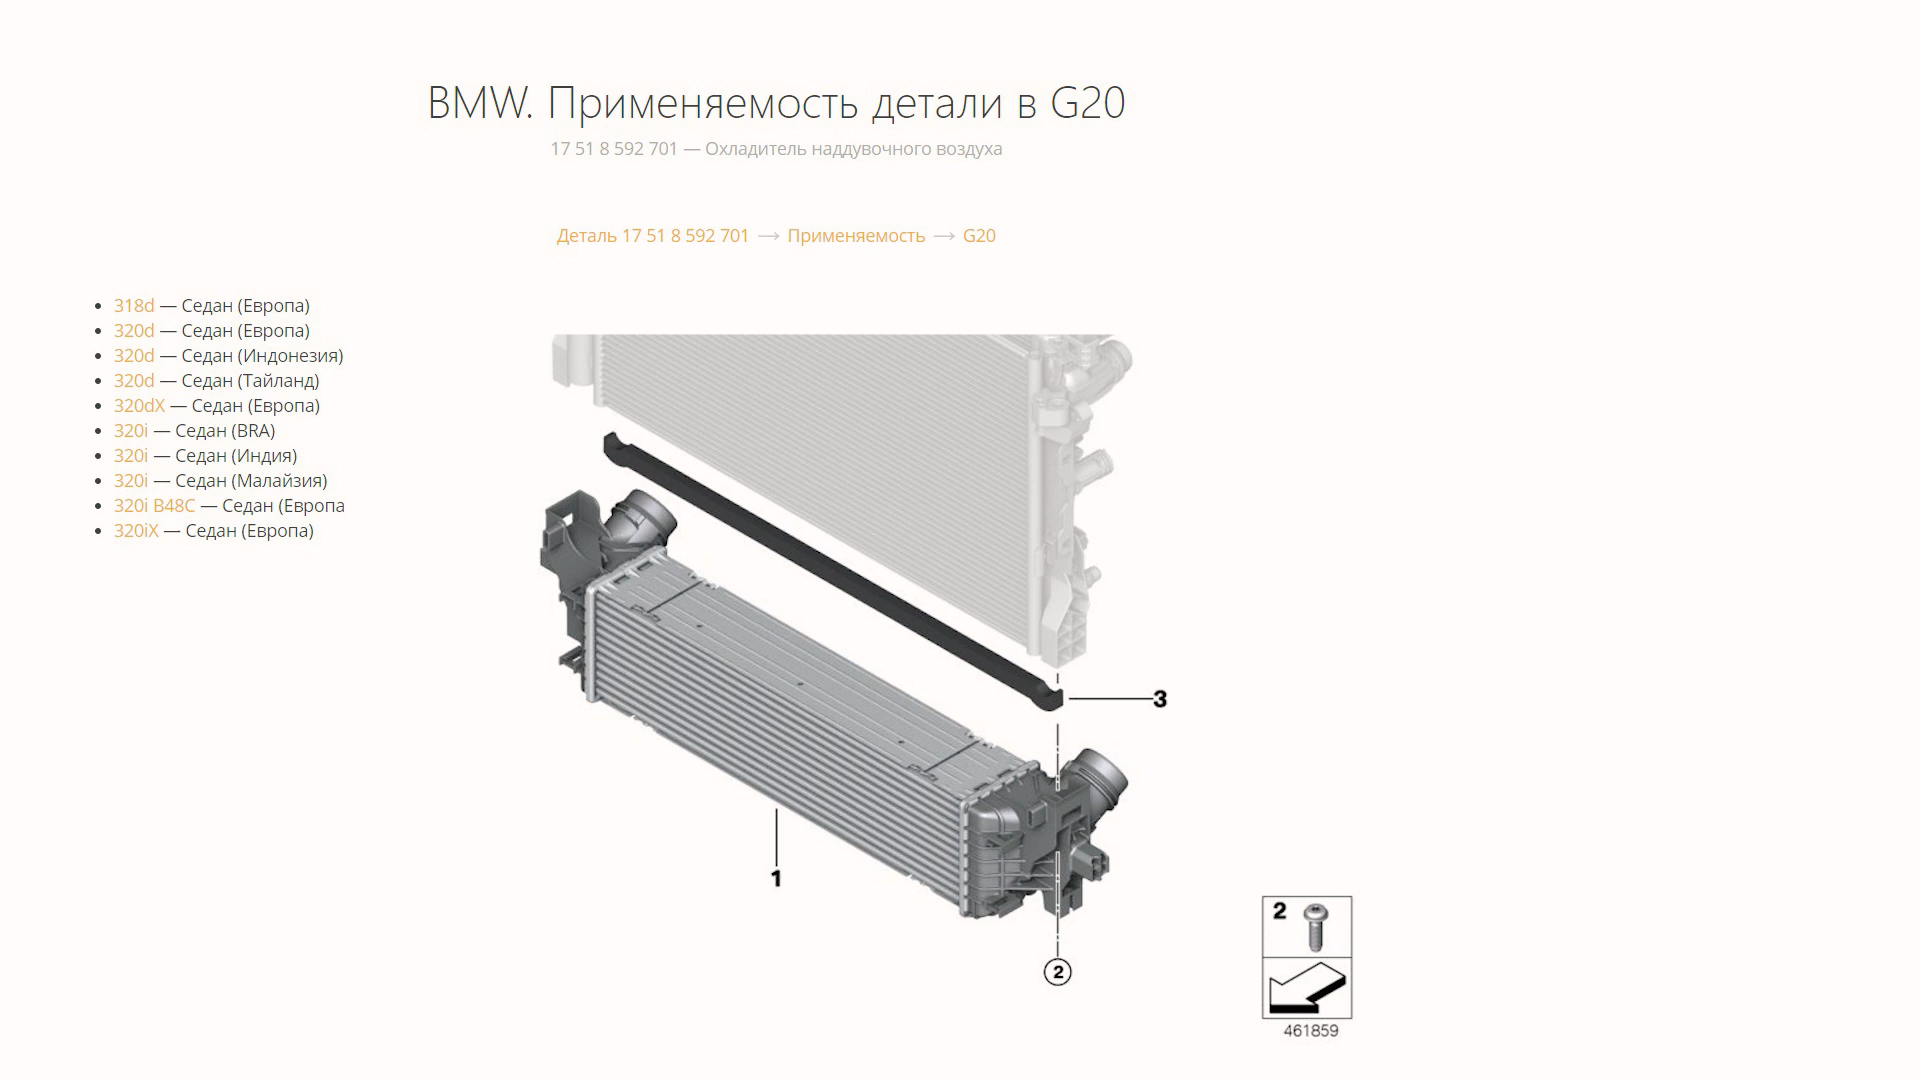 BMW. Применяемость детали в G20
17 51 8 592 701 — Охладитель наддувочного воздуха
Деталь 17 51 8 592 701 → Применяемость → G20
• 318d — Седан (Европа)
• 320d — Седан (Европа)
• 320d — Седан (Индонезия)
• 320d — Седан (Тайланд)
• 320dX — Седан (Европа)
• 320i — Седан (BRA)
• 320i — Седан (Индия)
• 320i — Седан (Малайзия)
• 320i B48C — Седан (Европа
• 320iX — Седан (Европа)
3
1
2
2
461859